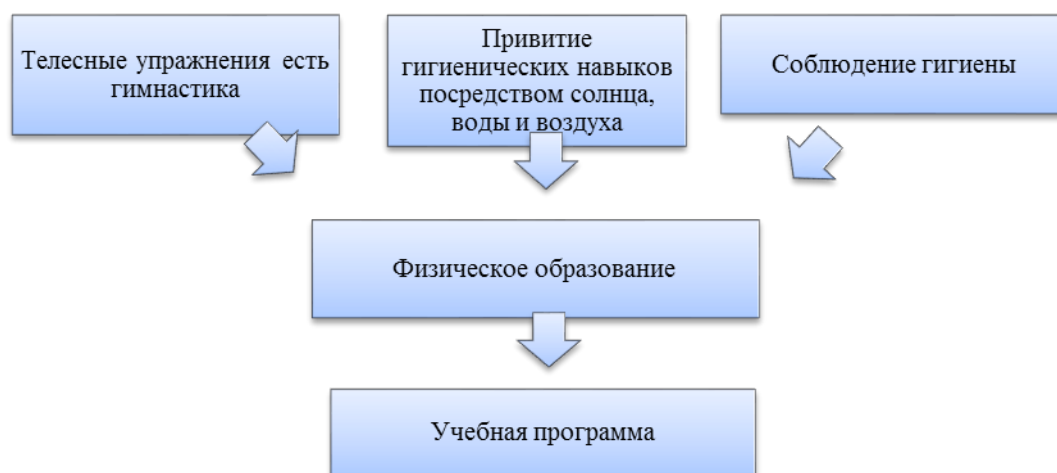 Телесные упражнения есть
гимнастика
Привитие
гигиенических навыков
посредством солнца,
воды и воздуха
Соблюдение гигиены
Физическое образование
Учебная программа